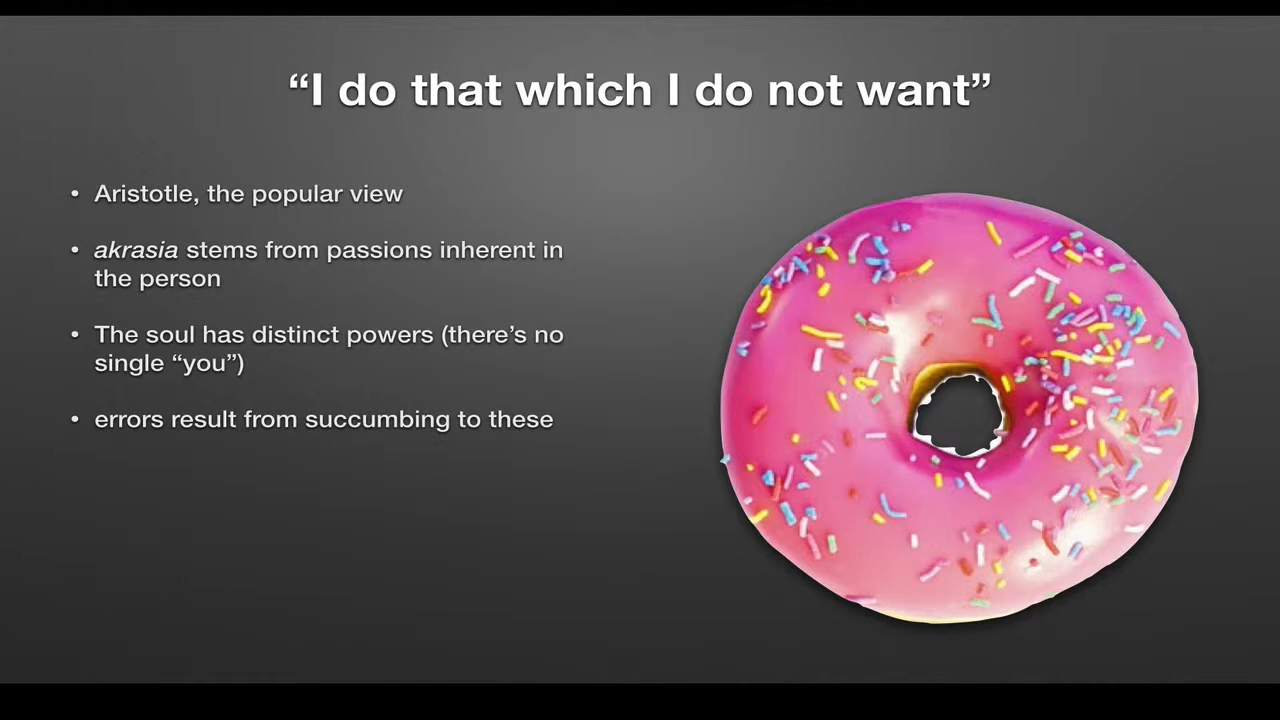 “I do that which I do not want”
• Aristotle, the popular view
• akrasia stems from passions inherent in
the person
• The soul has distinct powers (there’s no
single “you”)
• errors result from succumbing to these